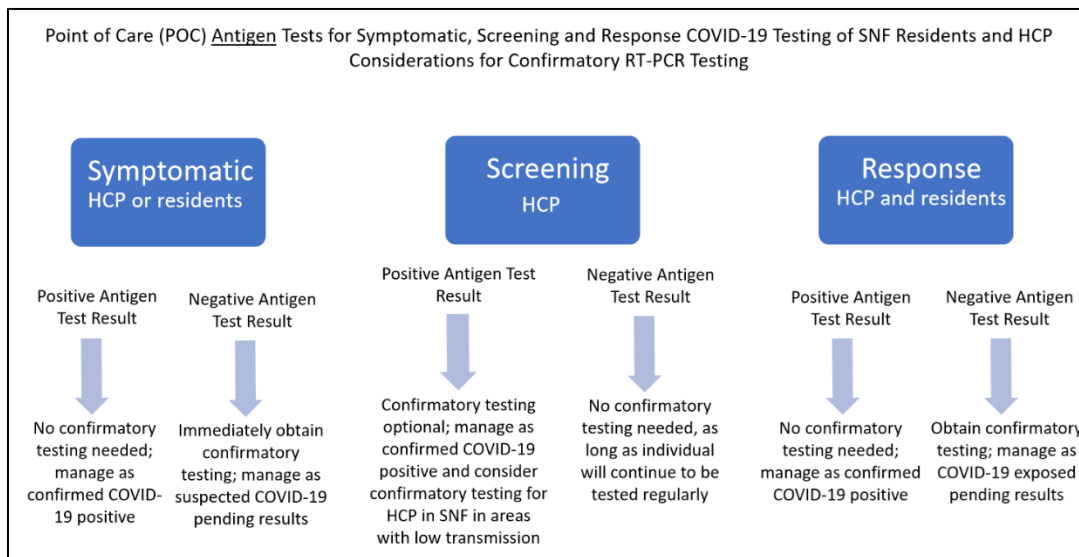 Point of Care (POC) Antigen Tests for Symptomatic, Screening and Response COVID-19 Testing of SNF Residents and HCP
Considerations for Confirmatory RT-PCR Testing
Symptomatic
HCP or residents
Positive Antigen
Test Result
No confirmatory
testing needed;
manage as
confirmed COVID-
19 positive
Negative Antigen
Test Result
Immediately obtain
confirmatory
testing; manage as
suspected COVID-19
pending results
Screening
HCP
Positive Antigen Test
Result
Confirmatory testing
optional; manage as
confirmed COVID-19
positive and consider
confirmatory testing for
HCP in SNF in areas
with low transmission
Negative Antigen
Test Result
No confirmatory
testing needed, as
long as individual
will continue to be
tested regularly
Response
HCP and residents
Positive Antigen
Test Result
No confirmatory
testing needed;
manage as confirmed
COVID-19 positive
Negative Antigen
Test Result
Obtain confirmatory
testing; manage as
COVID-19 exposed
pending results